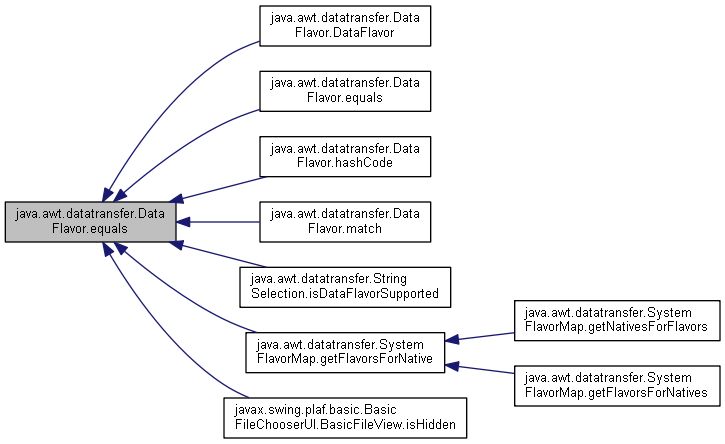 java.awt.datatransfer.Data
Flavor.DataFlavor
java.awt.datatransfer.Data
Flavor.equals
java.awt.datatransfer.Data
Flavor.hashCode
java.awt.datatransfer.Data
Flavor.equals
java.awt.datatransfer.Data
Flavor.match
java.awt.datatransfer.String
Selection.isDataFlavorSupported
java.awt.datatransfer.System
FlavorMap.getFlavorsForNative
java.awt.datatransfer.System
FlavorMap.getNativesForFlavors
java.awt.datatransfer.System
FlavorMap.getFlavorsForNatives
javax.swing.plaf.basic.Basic
FileChooserUI.BasicFileView.isHidden